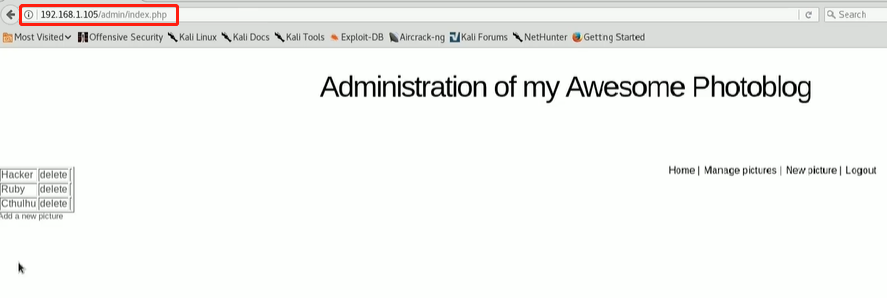 192.168.1.105/admin/index.php
Search
Most Visited Offensive Security Kali Linux Kali Docs Kali Tools Exploit-DB Aircrack-ng Kali Forums NetHunter Getting Started
Administration of my Awesome Photoblog
Home | Manage pictures | New picture | Logout
Hacker delete
Ruby delete
Cthulhu delete
Add a new picture